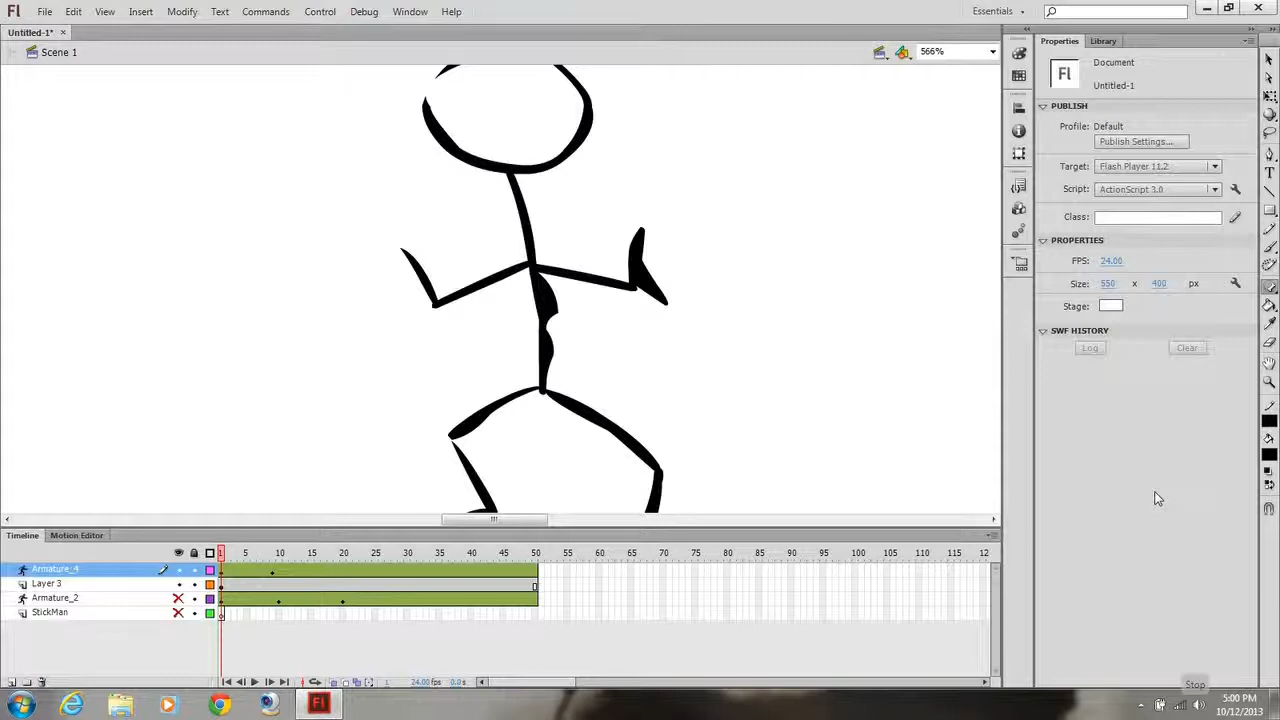 Fl File Edit View Insert Modify Text Commands Control Debug Window Help Essentials
Untitled-1* ×
Scene 1 566%
Properties Library
Fl Document
Untitled-1
PUBLISH
Profile: Default
Publish Settings...
Target: Flash Player 11.2
Script: ActionScript 3.0
Class:
PROPERTIES
FPS: 24.00
Size: 550 x 400 px
Stage:
SWF HISTORY
Log Clear
Timeline Motion Editor
1 5 10 15 20 25 30 35 40 45 50 55 60 65 70 75 80 85 90 95 100 105 110 115 12
Armature_4
Layer 3
Armature_2
StickMan
1 24.00 fps 0.0 s
Stop
Fl
5:00 PM
10/12/2013